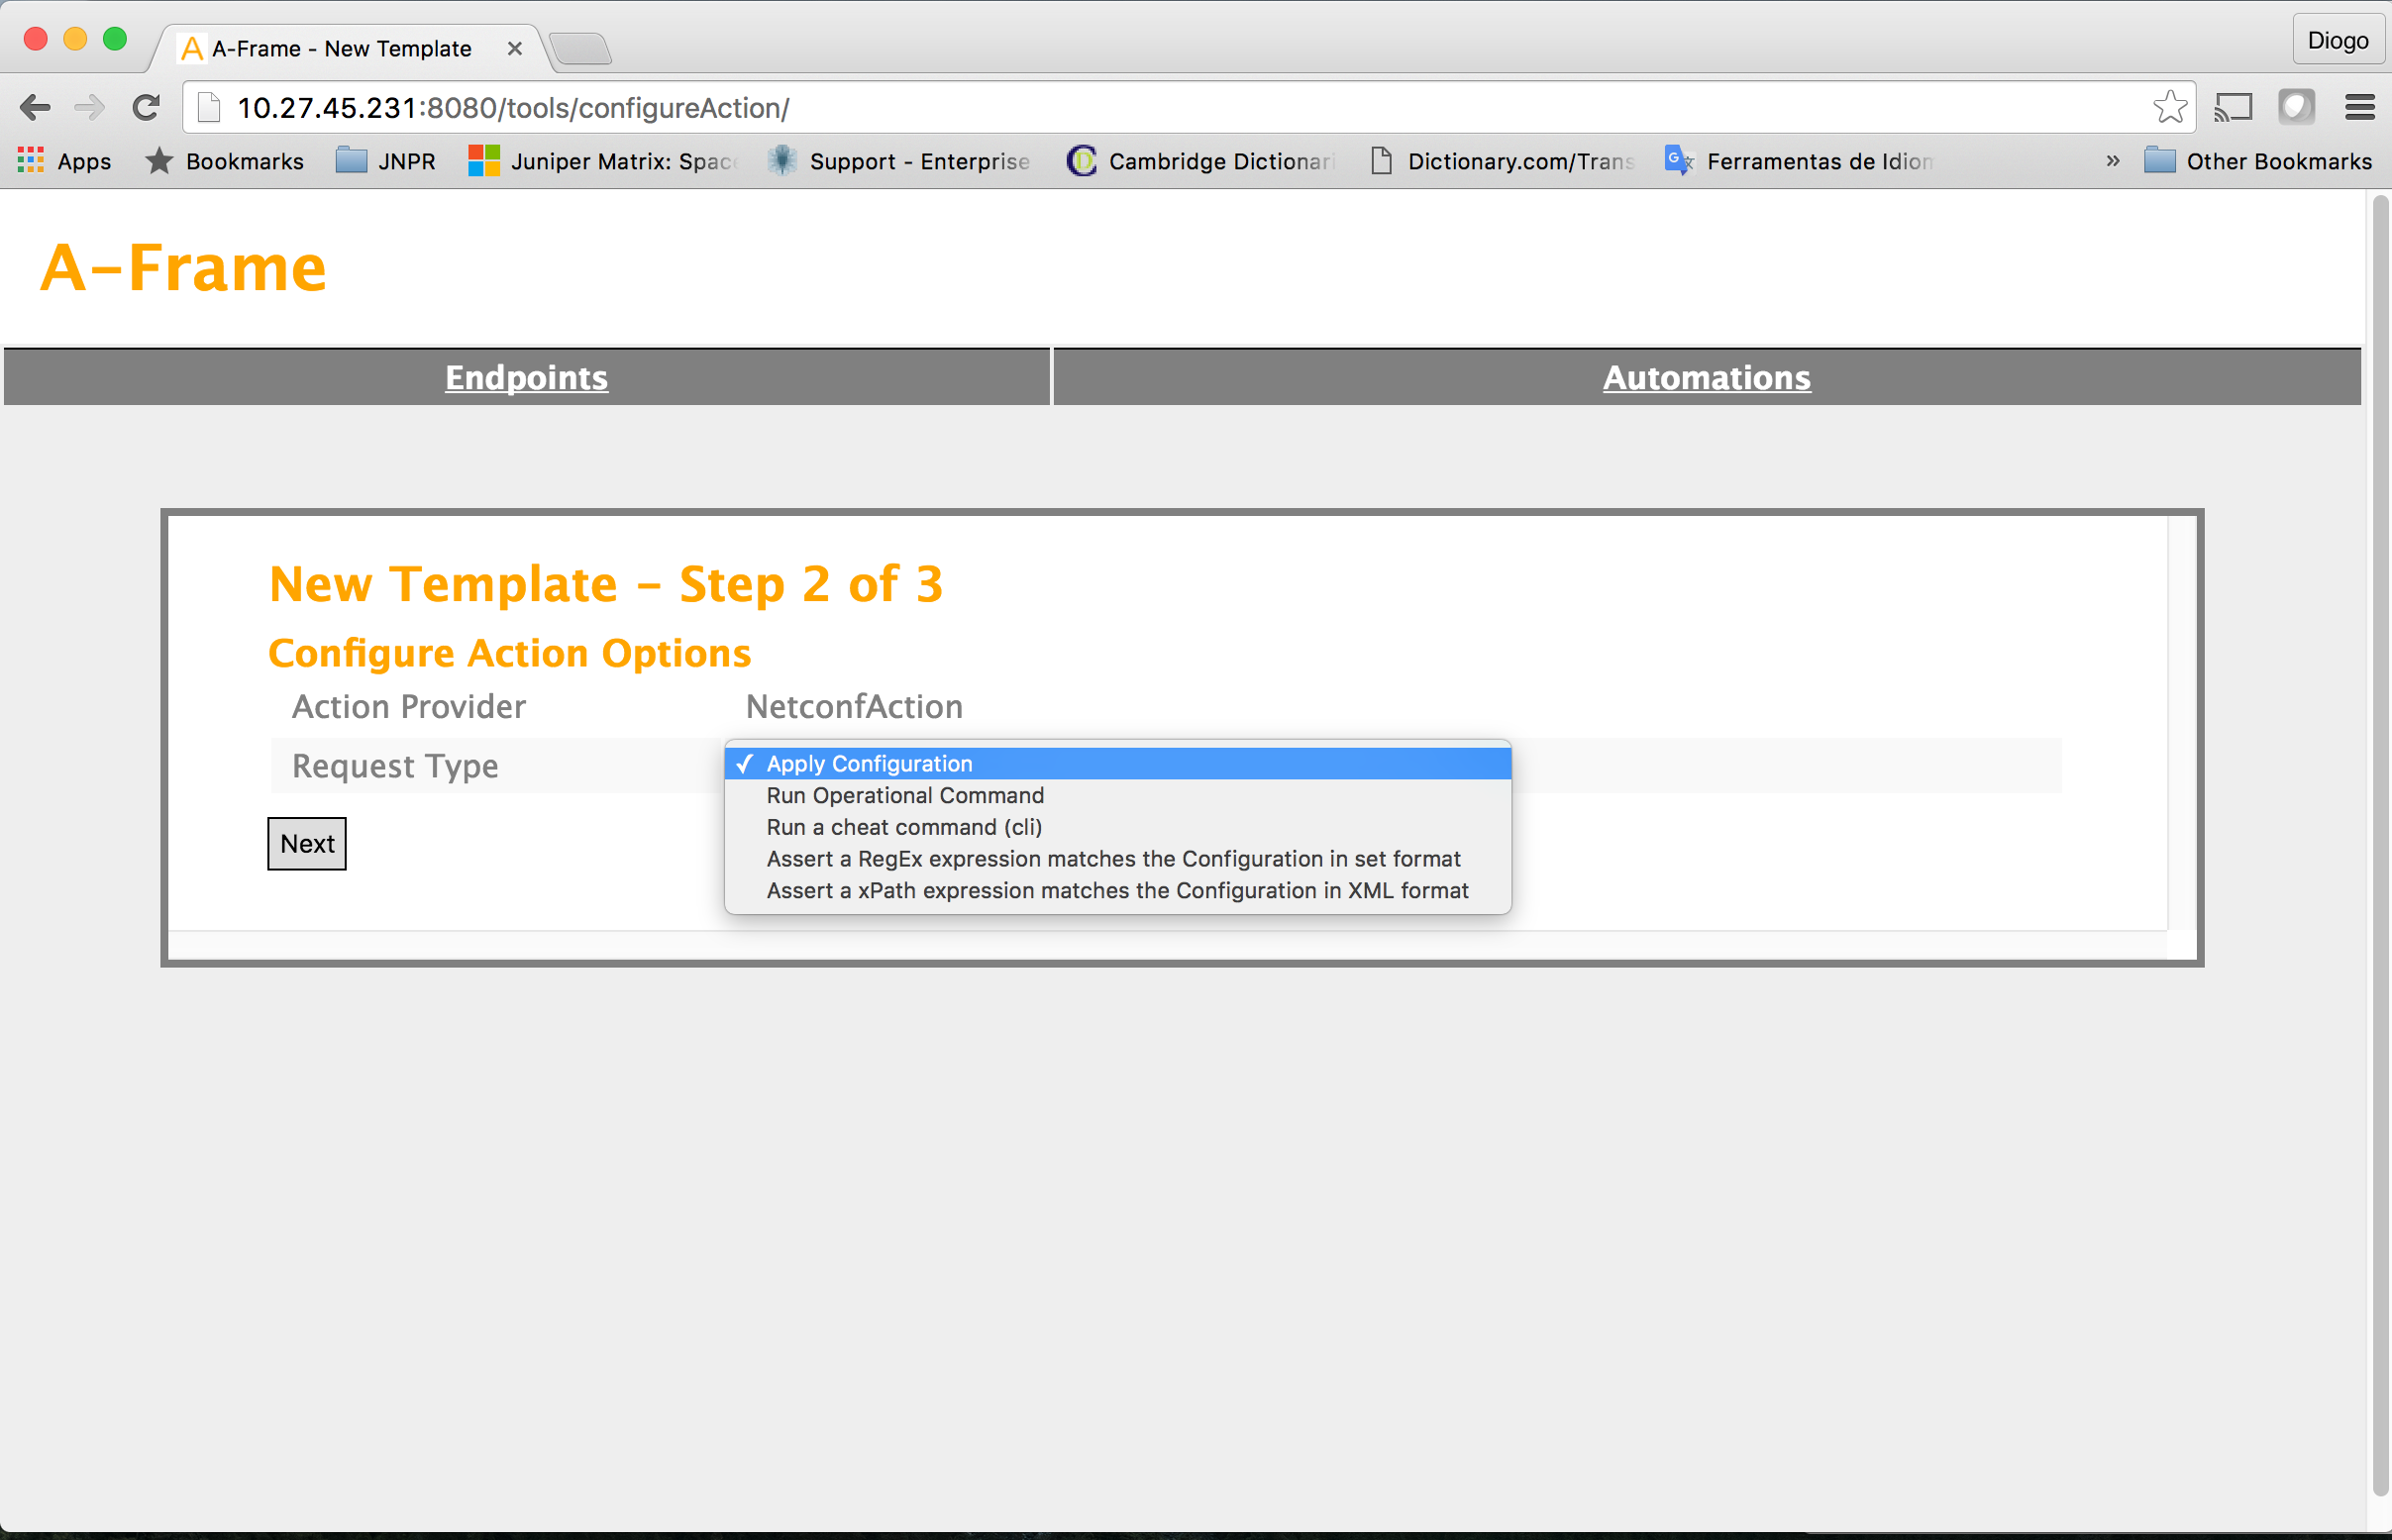 A-Frame - New Template
Diogo
10.27.45.231:8080/tools/configureAction/
Apps Bookmarks JNPR Juniper Matrix: Space Support - Enterprise Cambridge Dictionari Dictionary.com/Trans Ferramentas de Idiom » Other Bookmarks
A-Frame
Endpoints Automations
New Template - Step 2 of 3
Configure Action Options
Action Provider NetconfAction
Request Type ✓ Apply Configuration
Run Operational Command
Run a cheat command (cli)
Next
Assert a RegEx expression matches the Configuration in set format
Assert a xPath expression matches the Configuration in XML format